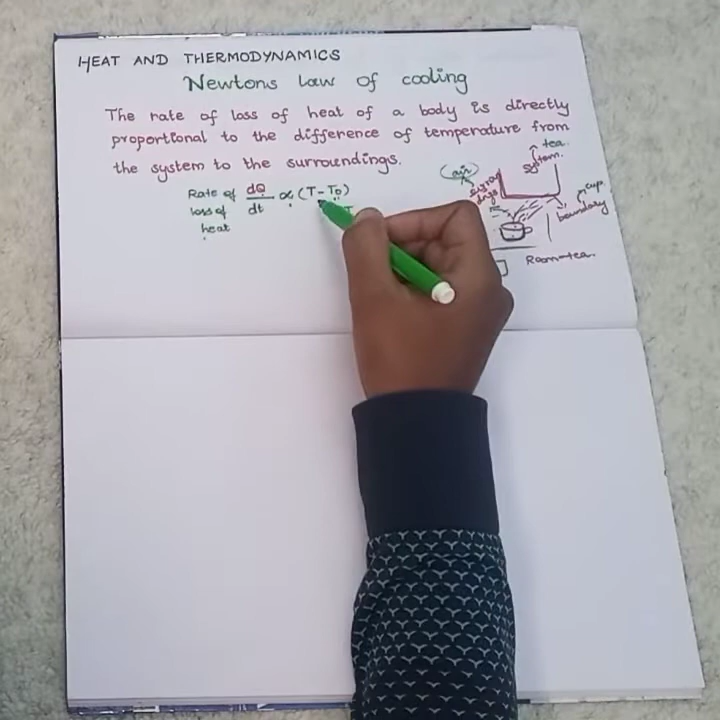 HEAT AND THERMODYNAMICS
Newtons law of cooling
The rate of loss of heat of a body is directly
proportional to the difference of temperature from
the system to the surroundings.
Rate of dQ/dt ∝ (T - T₀)
loss of
heat
T
tea
system.
(air)
cup
boundary
Room
tea.